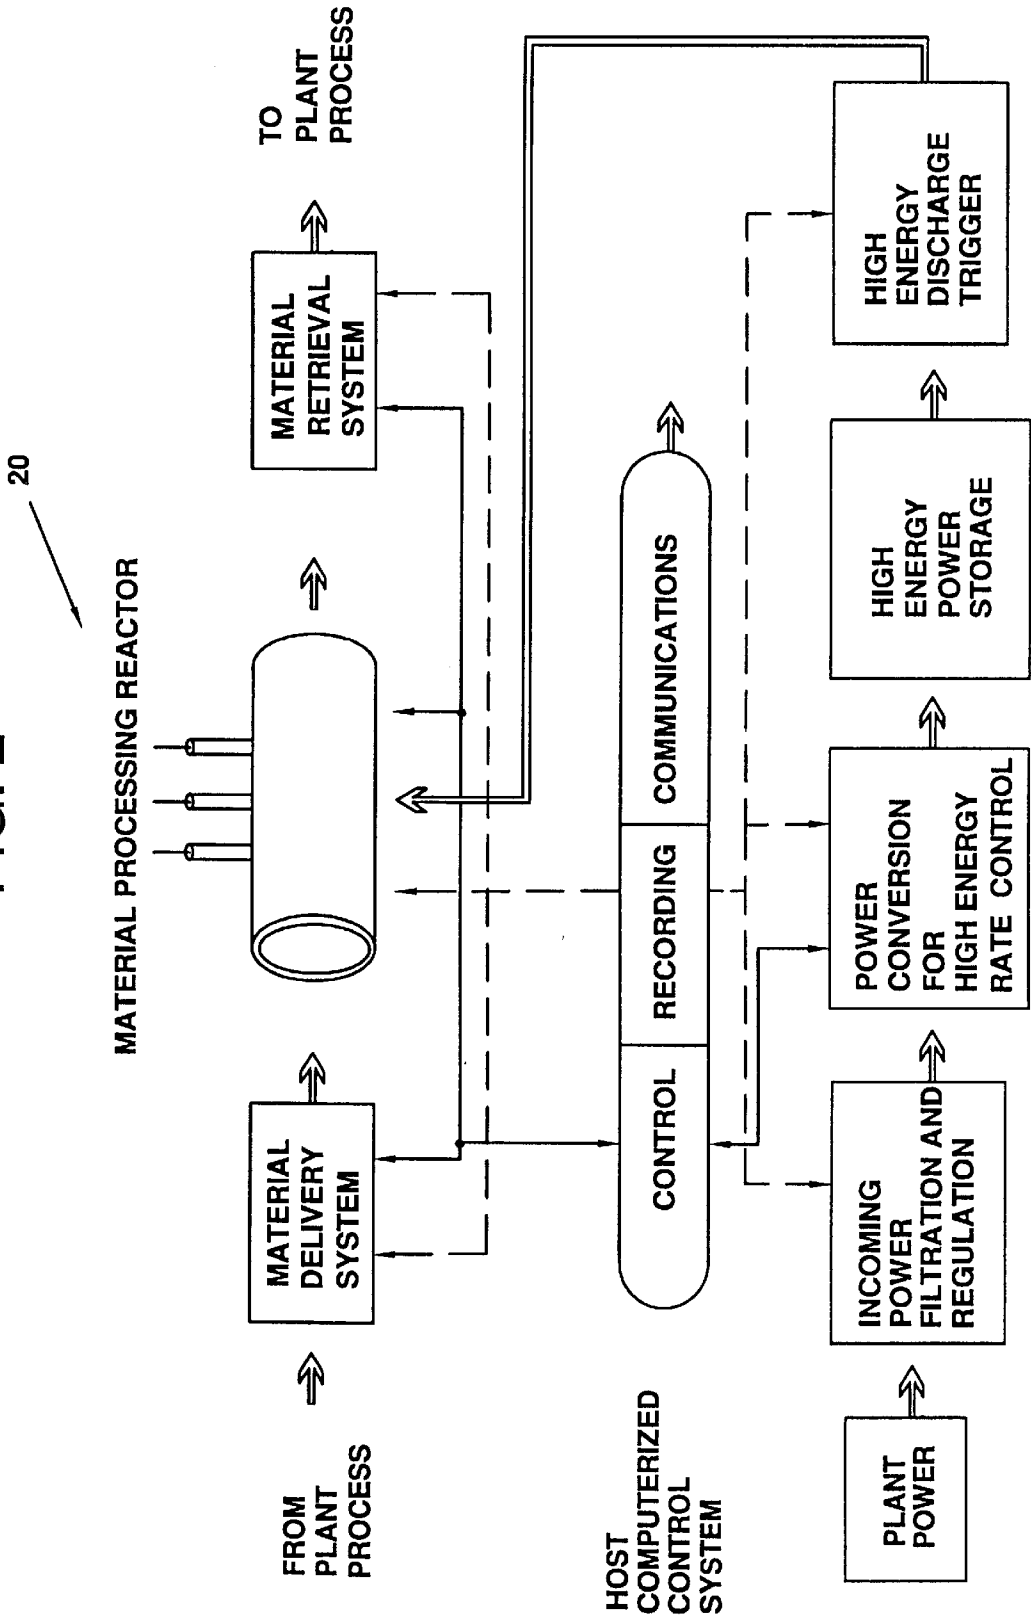 20
MATERIAL PROCESSING REACTOR
FROM
PLANT
PROCESS
MATERIAL
DELIVERY
SYSTEM
MATERIAL
RETRIEVAL
SYSTEM
TO
PLANT
PROCESS
HOST
COMPUTERIZED
CONTROL
SYSTEM
CONTROL
RECORDING
COMMUNICATIONS
PLANT
POWER
INCOMING
POWER
FILTRATION AND
REGULATION
POWER
CONVERSION
FOR
HIGH ENERGY
RATE CONTROL
HIGH
ENERGY
POWER
STORAGE
HIGH
ENERGY
DISCHARGE
TRIGGER